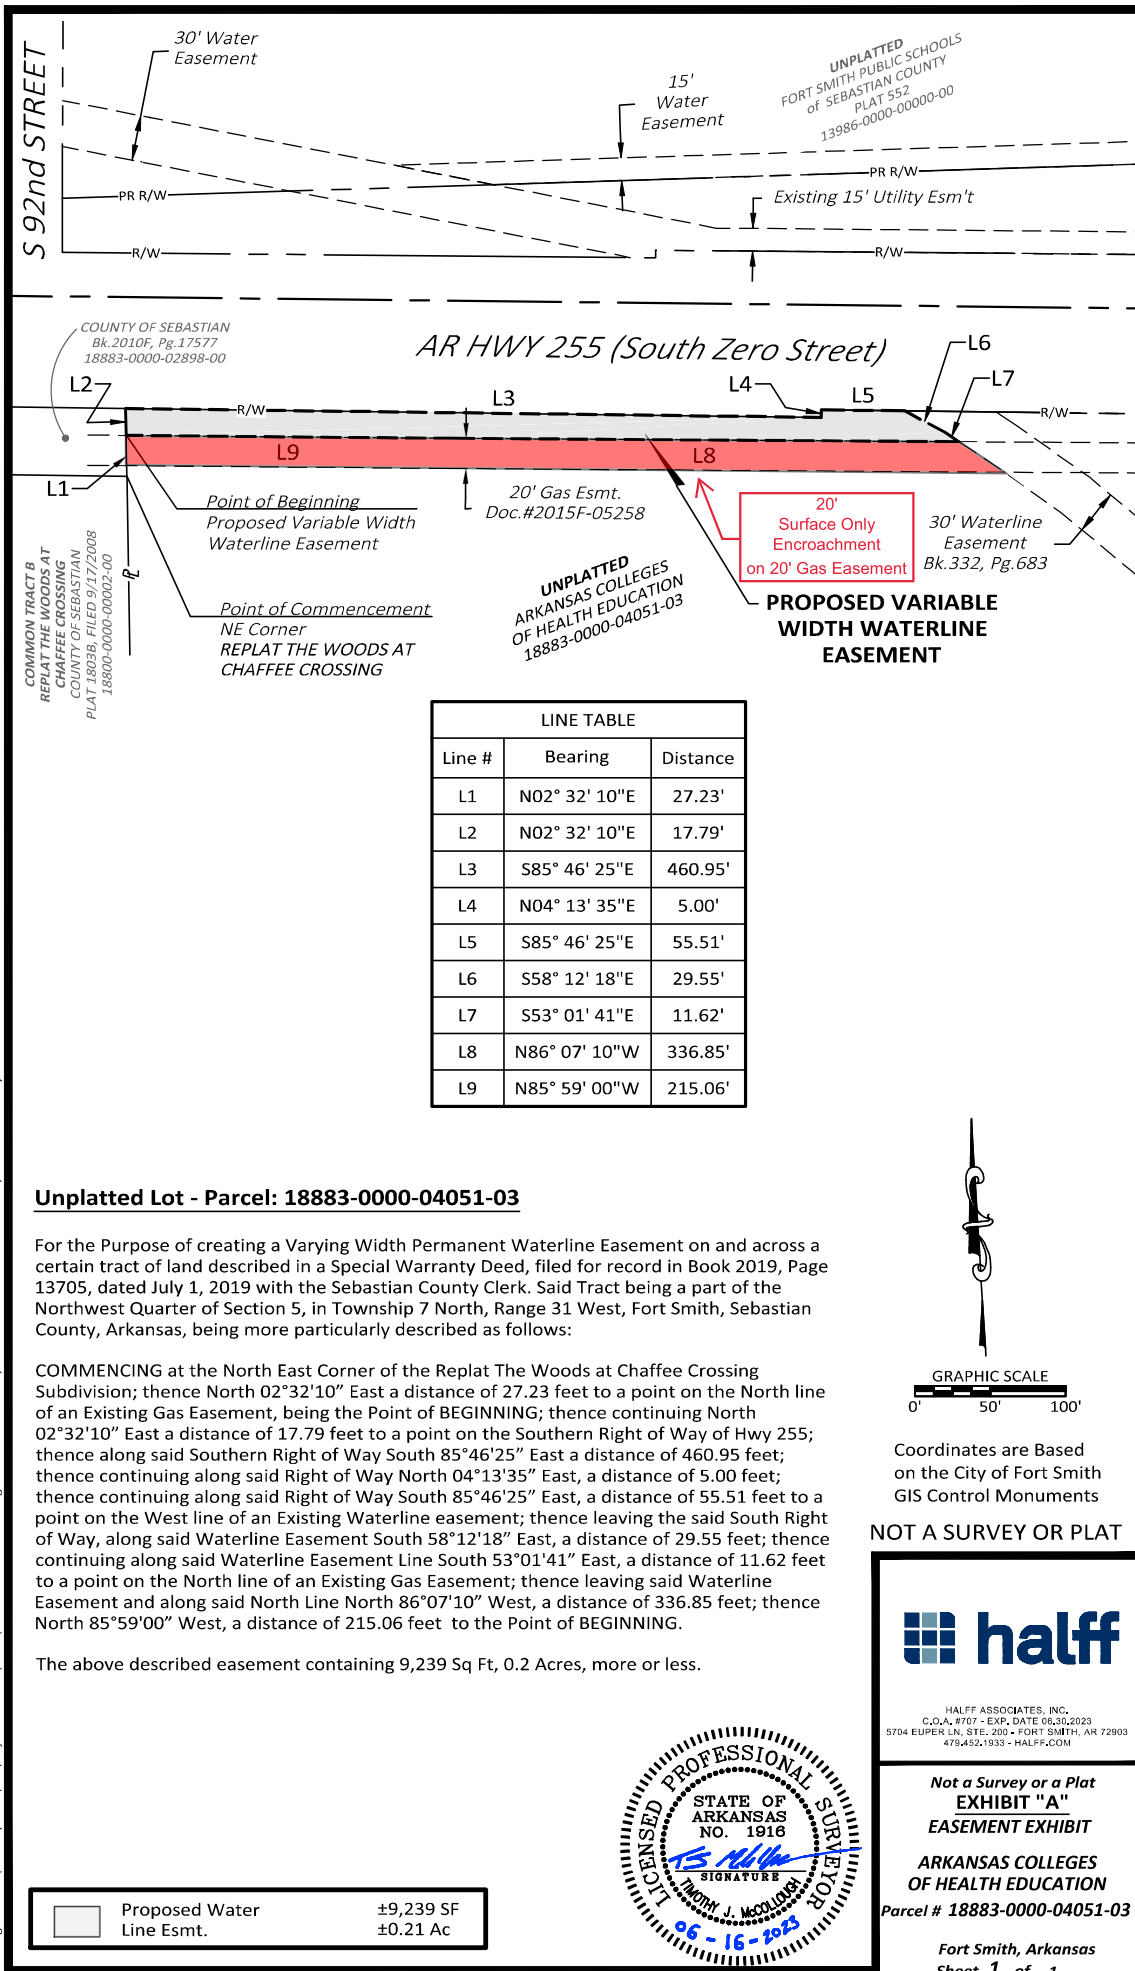 30' Water
Easement
S 92nd STREET
15'
Water
Easement
UNPLATTED
FORT SMITH PUBLIC SCHOOLS
of SEBASTIAN COUNTY
PLAT 552
13986-0000-00000-00
PR R/W
PR R/W
Existing 15' Utility Esm't
R/W
R/W
COUNTY OF SEBASTIAN
Bk.2010F, Pg.17577
18883-0000-02898-00
AR HWY 255 (South Zero Street)
L6
L2
L3
L4
L5
L7
R/W
R/W
L9
L8
L1
Point of Beginning
Proposed Variable Width
Waterline Easement
20' Gas Esmt.
Doc.#2015F-05258
20'
Surface Only
Encroachment
on 20' Gas Easement
30' Waterline
Easement
Bk.332, Pg.683
COMMON TRACT B
REPLAT THE WOODS AT
CHAFFEE CROSSING
COUNTY OF SEBASTIAN
PLAT 1803B, FILED 9/17/2008
18800-0000-00002-00
PL
UNPLATTED
ARKANSAS COLLEGES
OF HEALTH EDUCATION
18883-0000-04051-03
Point of Commencement
NE Corner
REPLAT THE WOODS AT
CHAFFEE CROSSING
PROPOSED VARIABLE
WIDTH WATERLINE
EASEMENT
LINE TABLE
Line # Bearing Distance
L1 N02° 32' 10"E 27.23'
L2 N02° 32' 10"E 17.79'
L3 S85° 46' 25"E 460.95'
L4 N04° 13' 35"E 5.00'
L5 S85° 46' 25"E 55.51'
L6 S58° 12' 18"E 29.55'
L7 S53° 01' 41"E 11.62'
L8 N86° 07' 10"W 336.85'
L9 N85° 59' 00"W 215.06'
Unplatted Lot - Parcel: 18883-0000-04051-03
For the Purpose of creating a Varying Width Permanent Waterline Easement on and across a
certain tract of land described in a Special Warranty Deed, filed for record in Book 2019, Page
13705, dated July 1, 2019 with the Sebastian County Clerk. Said Tract being a part of the
Northwest Quarter of Section 5, in Township 7 North, Range 31 West, Fort Smith, Sebastian
County, Arkansas, being more particularly described as follows:
COMMENCING at the North East Corner of the Replat The Woods at Chaffee Crossing
Subdivision; thence North 02°32'10” East a distance of 27.23 feet to a point on the North line
of an Existing Gas Easement, being the Point of BEGINNING; thence continuing North
02°32'10” East a distance of 17.79 feet to a point on the Southern Right of Way of Hwy 255;
thence along said Southern Right of Way South 85°46'25” East a distance of 460.95 feet;
thence continuing along said Right of Way North 04°13'35” East, a distance of 5.00 feet;
thence continuing along said Right of Way South 85°46'25” East, a distance of 55.51 feet to a
point on the West line of an Existing Waterline easement; thence leaving the said South Right
of Way, along said Waterline Easement South 58°12'18” East, a distance of 29.55 feet; thence
continuing along said Waterline Easement Line South 53°01'41” East, a distance of 11.62 feet
to a point on the North line of an Existing Gas Easement; thence leaving said Waterline
Easement and along said North Line North 86°07'10” West, a distance of 336.85 feet; thence
North 85°59'00” West, a distance of 215.06 feet to the Point of BEGINNING.
The above described easement containing 9,239 Sq Ft, 0.2 Acres, more or less.
GRAPHIC SCALE
0' 50' 100'
Coordinates are Based
on the City of Fort Smith
GIS Control Monuments
NOT A SURVEY OR PLAT
halff
HALFF ASSOCIATES, INC.
C.O.A. #707 - EXP. DATE 06.30.2023
5704 EUPER LN, STE. 200 - FORT SMITH, AR 72903
479.452.1933 - HALFF.COM
LICENSED PROFESSIONAL SURVEYOR
STATE OF
ARKANSAS
NO. 1916
SIGNATURE
TIMOTHY J. McCOLLOUGH
06-16-2023
Not a Survey or a Plat
EXHIBIT "A"
EASEMENT EXHIBIT
ARKANSAS COLLEGES
OF HEALTH EDUCATION
Parcel # 18883-0000-04051-03
Fort Smith, Arkansas
Sheet 1 of 1
Proposed Water ±9,239 SF
Line Esmt. ±0.21 Ac